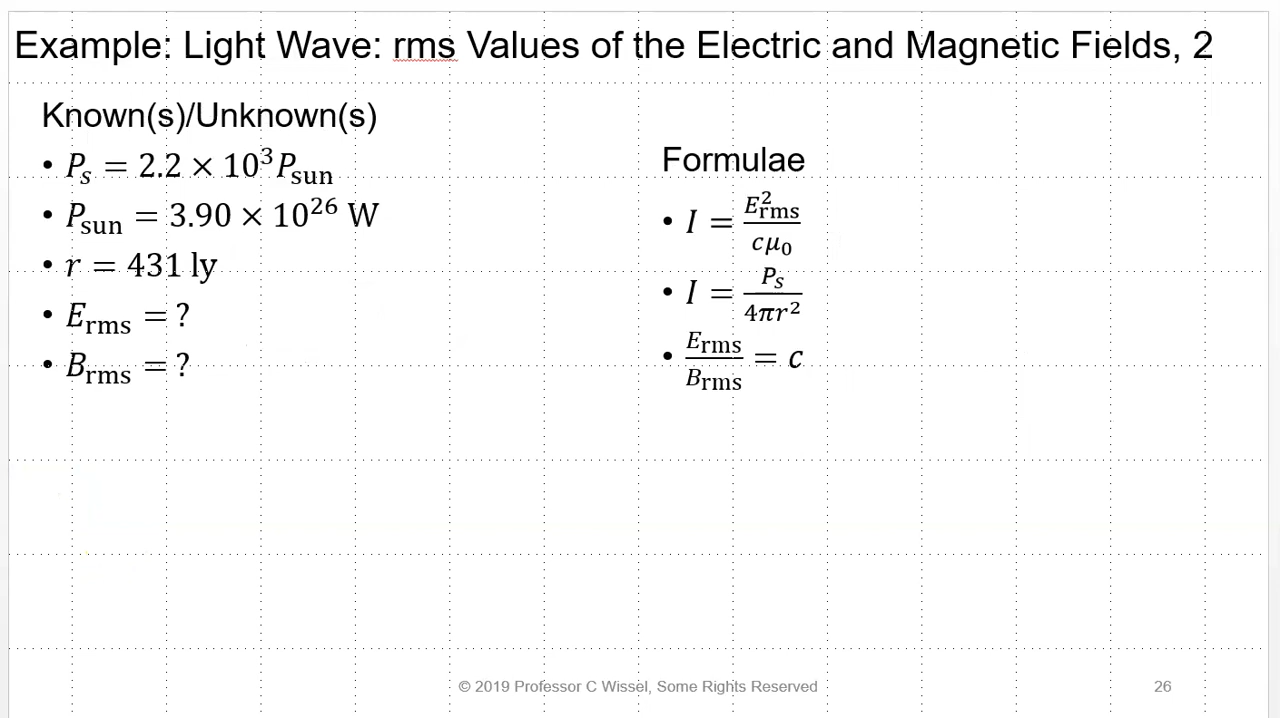 Example: Light Wave: rms Values of the Electric and Magnetic Fields, 2
Known(s)/Unknown(s)
• P_s = 2.2 × 10^3 P_sun
• P_sun = 3.90 × 10^26 W
• r = 431 ly
• E_rms = ?
• B_rms = ?
Formulae
• I = E_rms^2 / cμ_0
• I = P_s / 4πr^2
• E_rms / B_rms = c
© 2019 Professor C Wissel, Some Rights Reserved
26